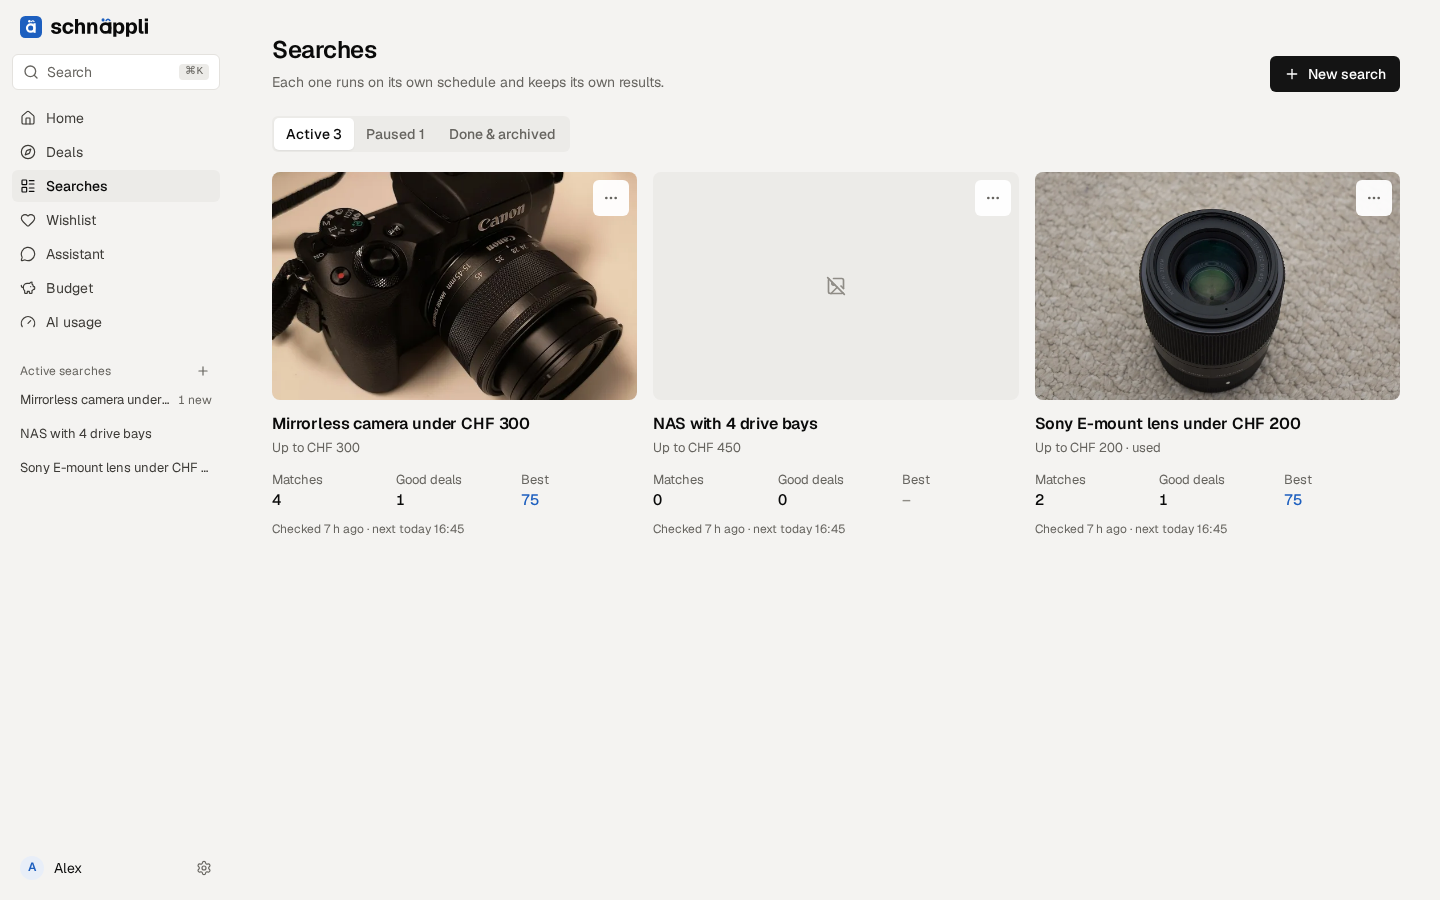 schnäppli
Search ⌘K
Home
Deals
Searches
Wishlist
Assistant
Budget
AI usage
Active searches
Mirrorless camera under... 1 new
NAS with 4 drive bays
Sony E-mount lens under CHF ...
A Alex
Searches
Each one runs on its own schedule and keeps its own results.
New search
Active 3 Paused 1 Done & archived
Canon
Canon
15-45mm
Mirrorless camera under CHF 300
Up to CHF 300
Matches Good deals Best
4 1 75
Checked 7 h ago · next today 16:45
NAS with 4 drive bays
Up to CHF 450
Matches Good deals Best
0 0 –
Checked 7 h ago · next today 16:45
Sony E-mount lens under CHF 200
Up to CHF 200 · used
Matches Good deals Best
2 1 75
Checked 7 h ago · next today 16:45